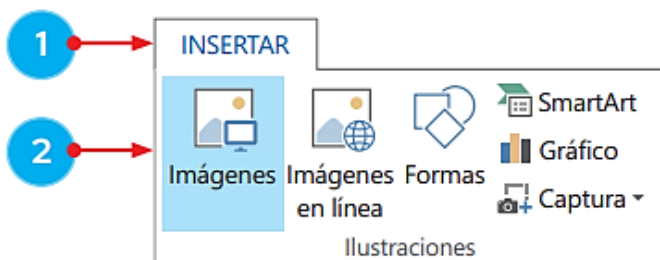 1
INSERTAR
2
Imágenes
Imágenes
en línea
Formas
SmartArt
Gráfico
Captura
Ilustraciones